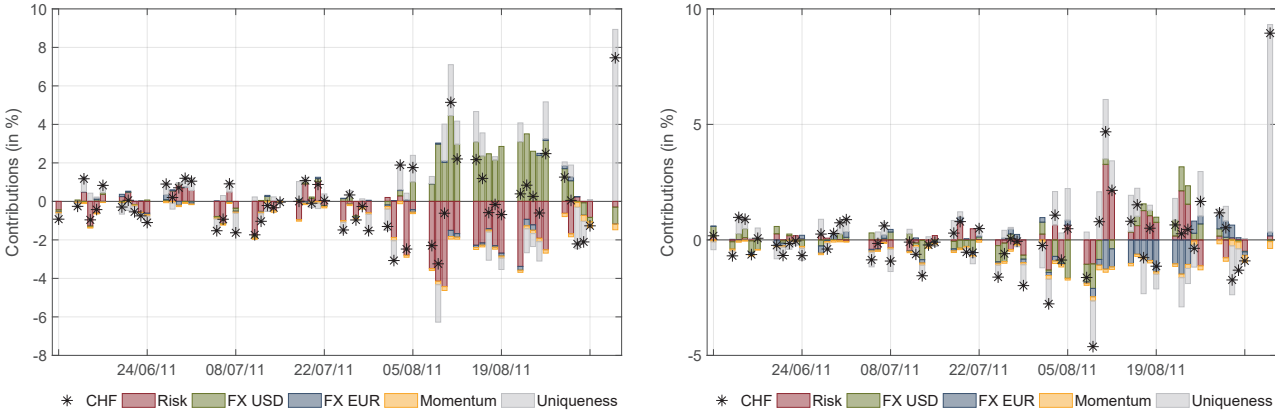 Contributions (in %)
10
8
6
4
2
0
-2
-4
-6
-8
24/06/11 08/07/11 22/07/11 05/08/11 19/08/11
CHF Risk FX USD FX EUR Momentum Uniqueness
Contributions (in %)
10
5
0
-5
24/06/11 08/07/11 22/07/11 05/08/11 19/08/11
CHF Risk FX USD FX EUR Momentum Uniqueness